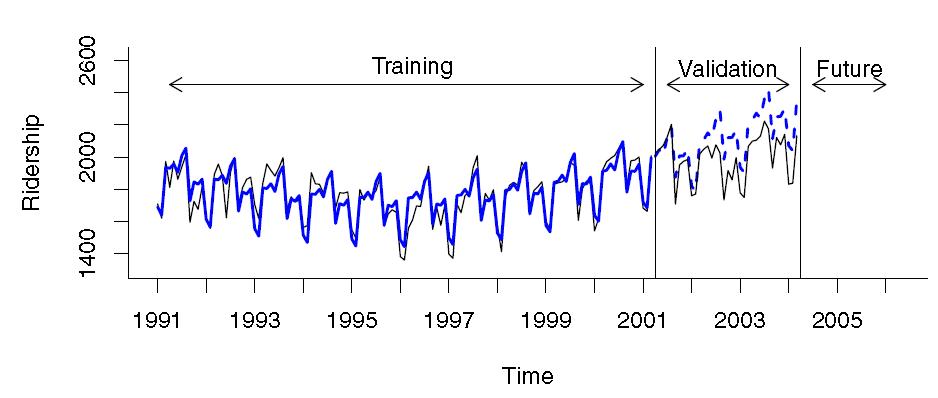 Training
Validation
Future
Ridership
2600
2000
1400
1991 1993 1995 1997 1999 2001 2003 2005
Time